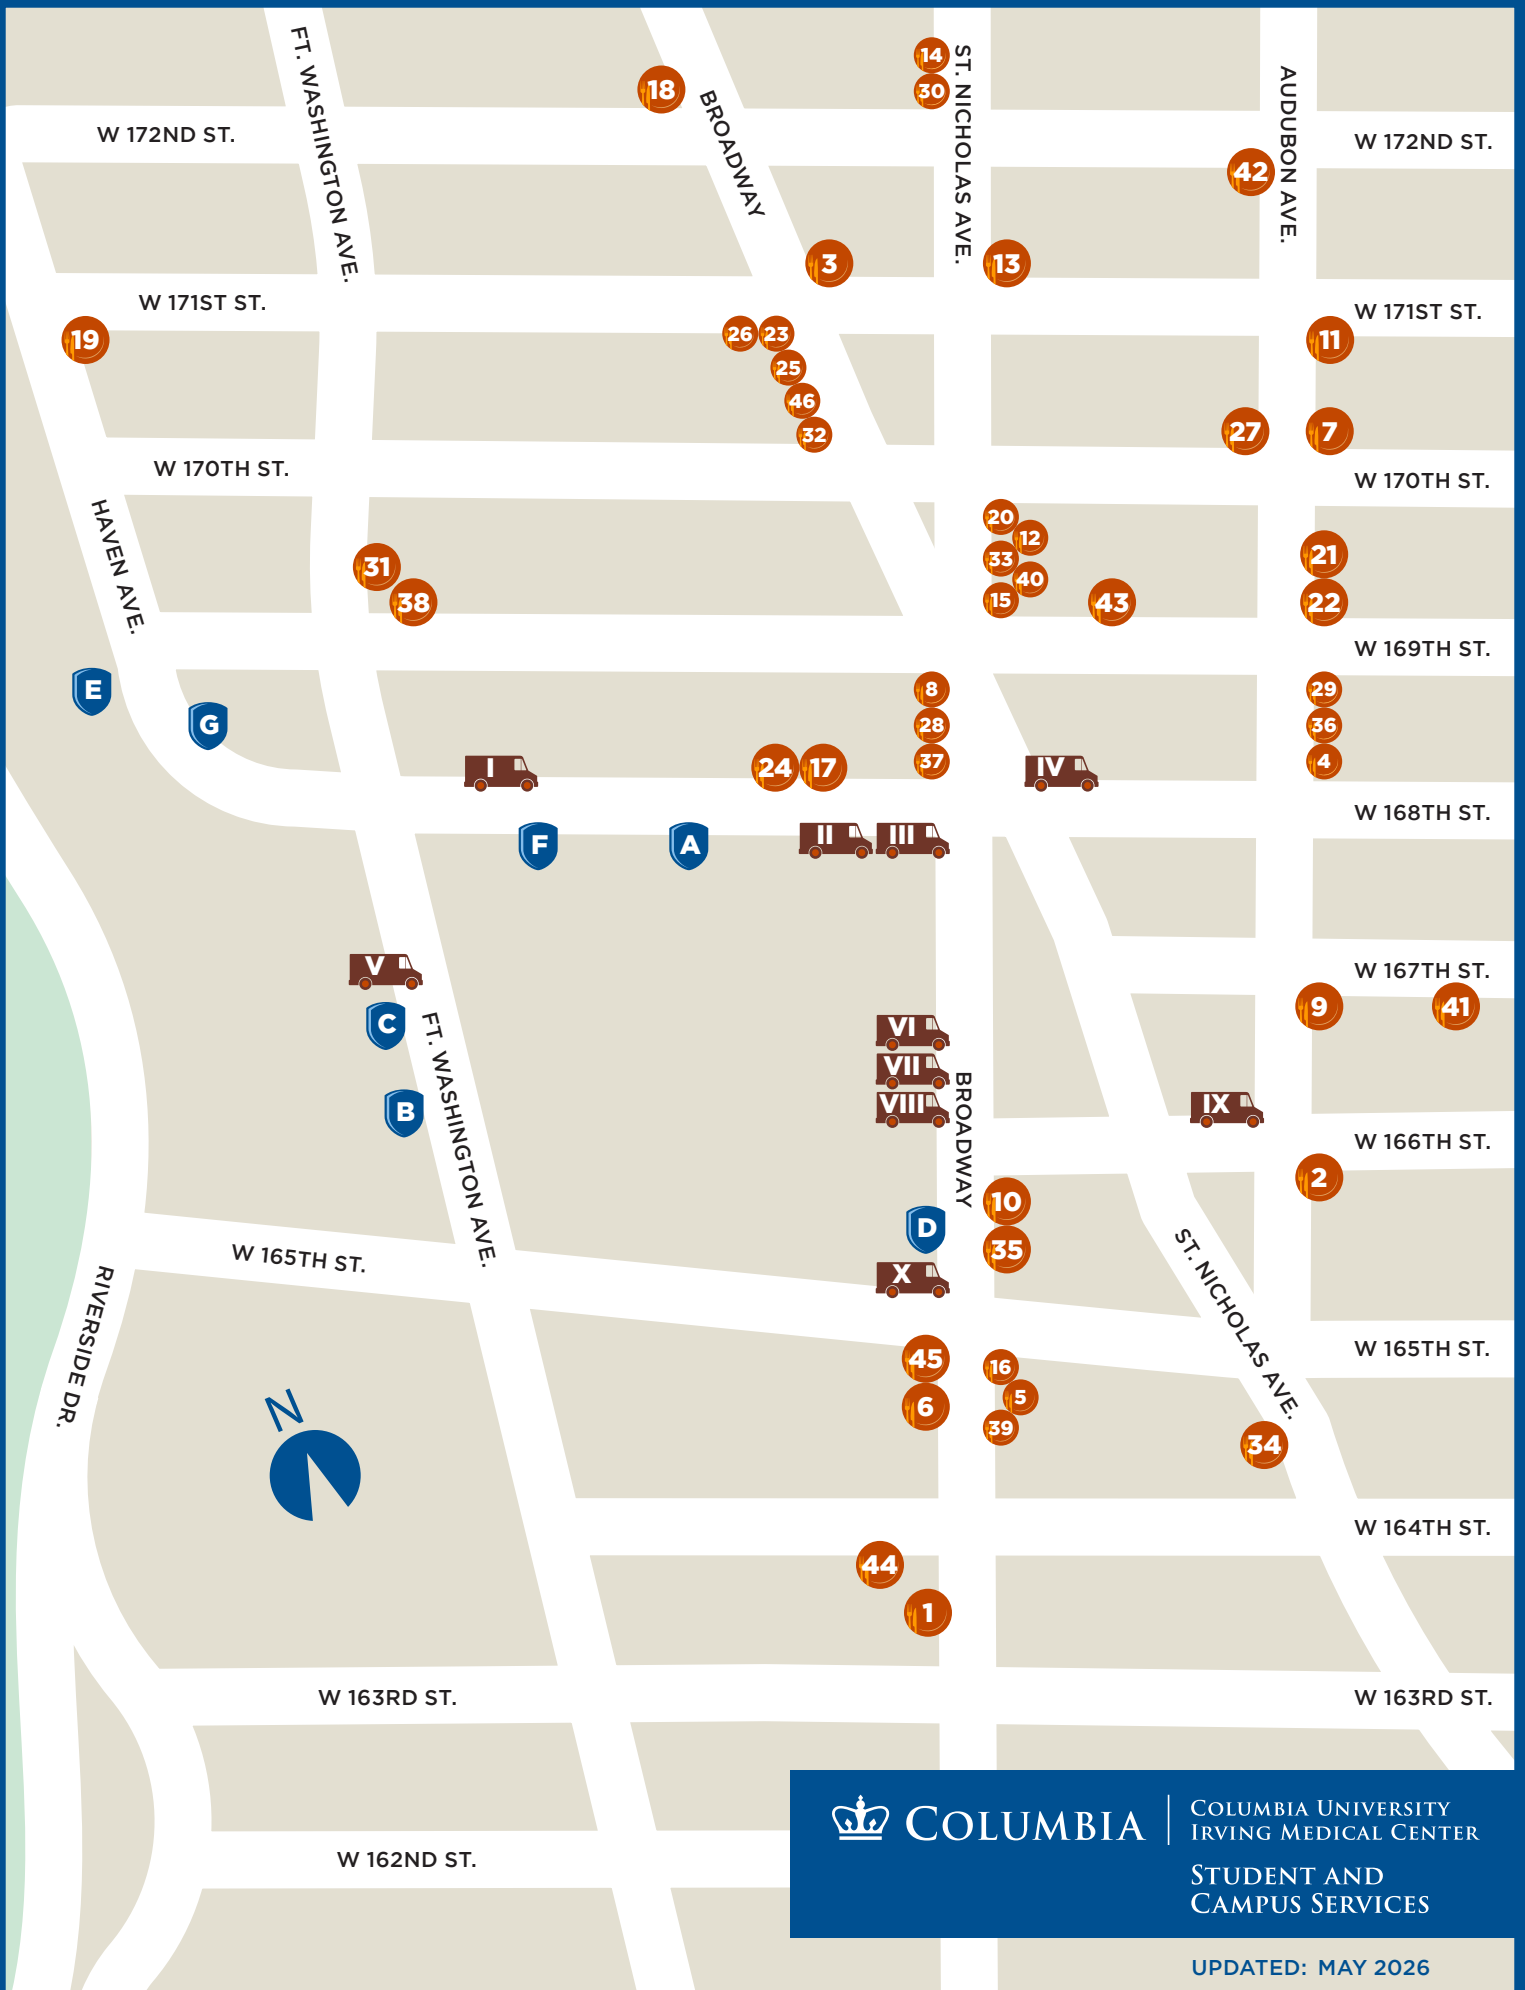 14
FT. WASHINGTON AVE.
BROADWAY
ST. NICHOLAS AVE.
AUDUBON AVE.
18
30
W 172ND ST.
W 172ND ST.
42
3
13
W 171ST ST.
W 171ST ST.
19
26
23
11
25
46
32
27
7
W 170TH ST.
W 170TH ST.
HAVEN AVE.
20
12
33
21
31
40
38
15
43
22
W 169TH ST.
E
8
29
G
28
36
I
24
17
37
IV
4
W 168TH ST.
F
A
II
III
V
W 167TH ST.
C
9
41
FT. WASHINGTON AVE.
VI
VII
VIII
BROADWAY
B
IX
W 166TH ST.
2
10
D
35
W 165TH ST.
X
ST. NICHOLAS AVE.
RIVERSIDE DR.
W 165TH ST.
45
16
5
6
39
N
34
W 164TH ST.
44
1
W 163RD ST.
W 163RD ST.
COLUMBIA
COLUMBIA UNIVERSITY
IRVING MEDICAL CENTER
STUDENT AND
CAMPUS SERVICES
W 162ND ST.
UPDATED: MAY 2026